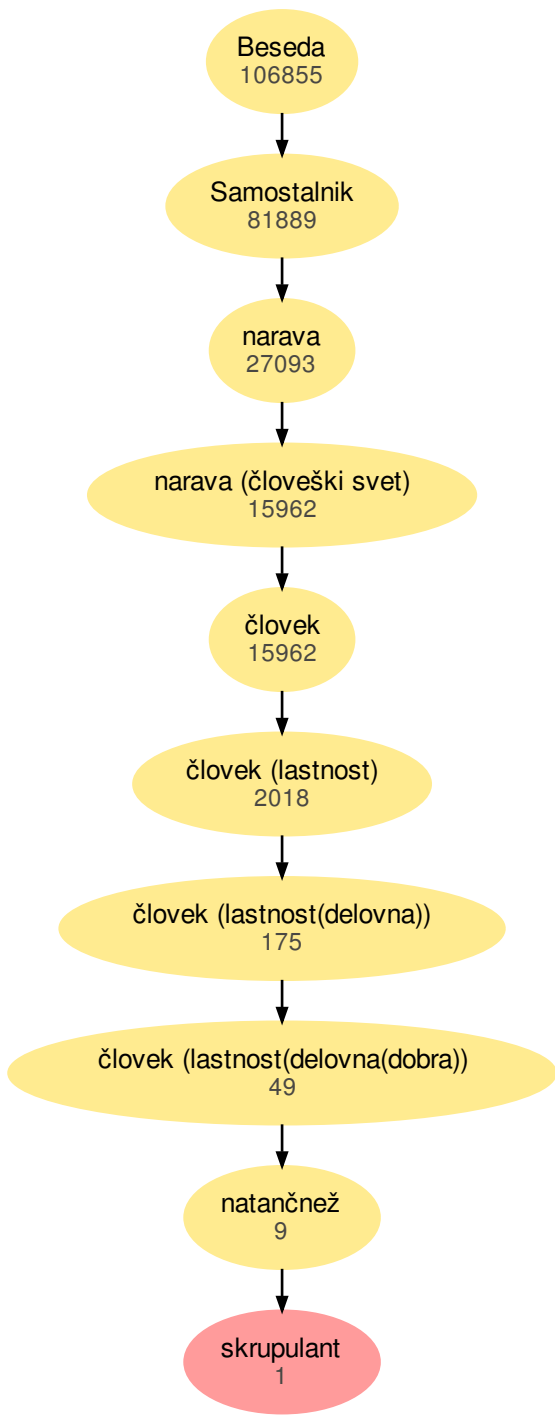 Beseda
106855
Samostalnik
81889
narava
27093
narava (človeški svet)
15962
človek
15962
človek (lastnost)
2018
človek (lastnost(delovna))
175
človek (lastnost(delovna(dobra))
49
natančnež
9
skrupulant
1